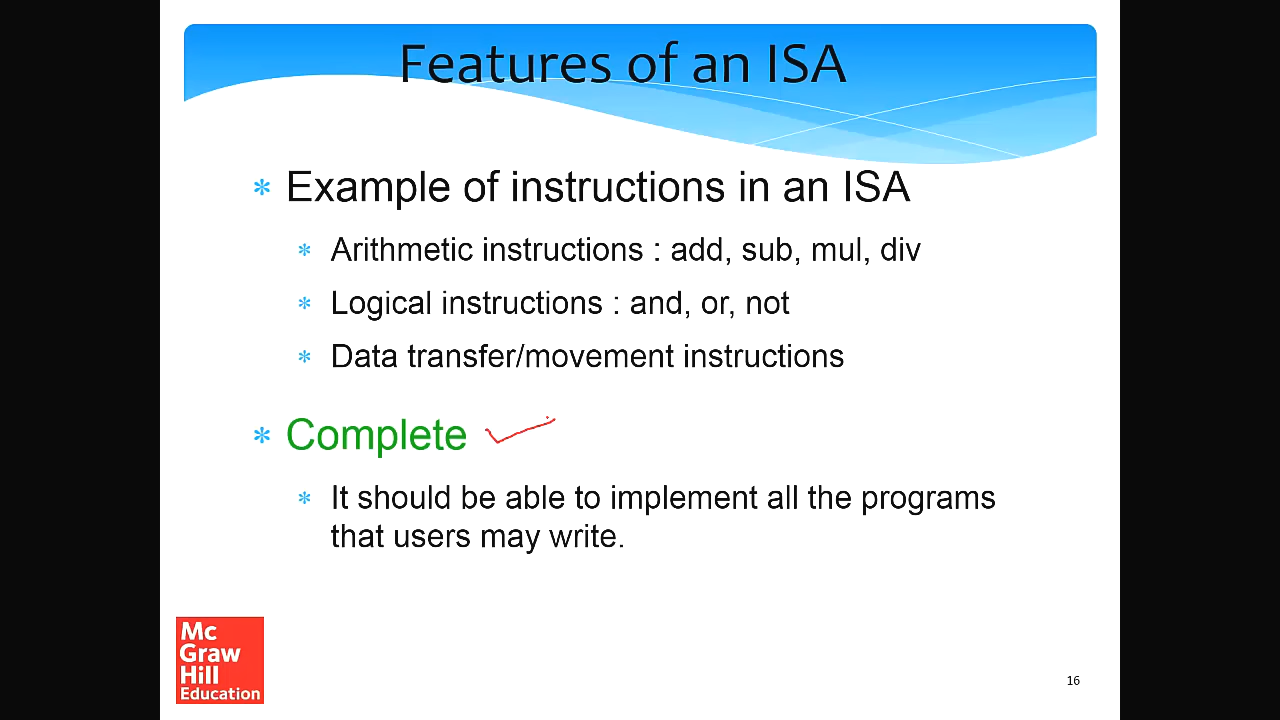 Features of an ISA
* Example of instructions in an ISA
* Arithmetic instructions : add, sub, mul, div
* Logical instructions : and, or, not
* Data transfer/movement instructions
* Complete
* It should be able to implement all the programs
that users may write.
Mc
Graw
Hill
Education
16